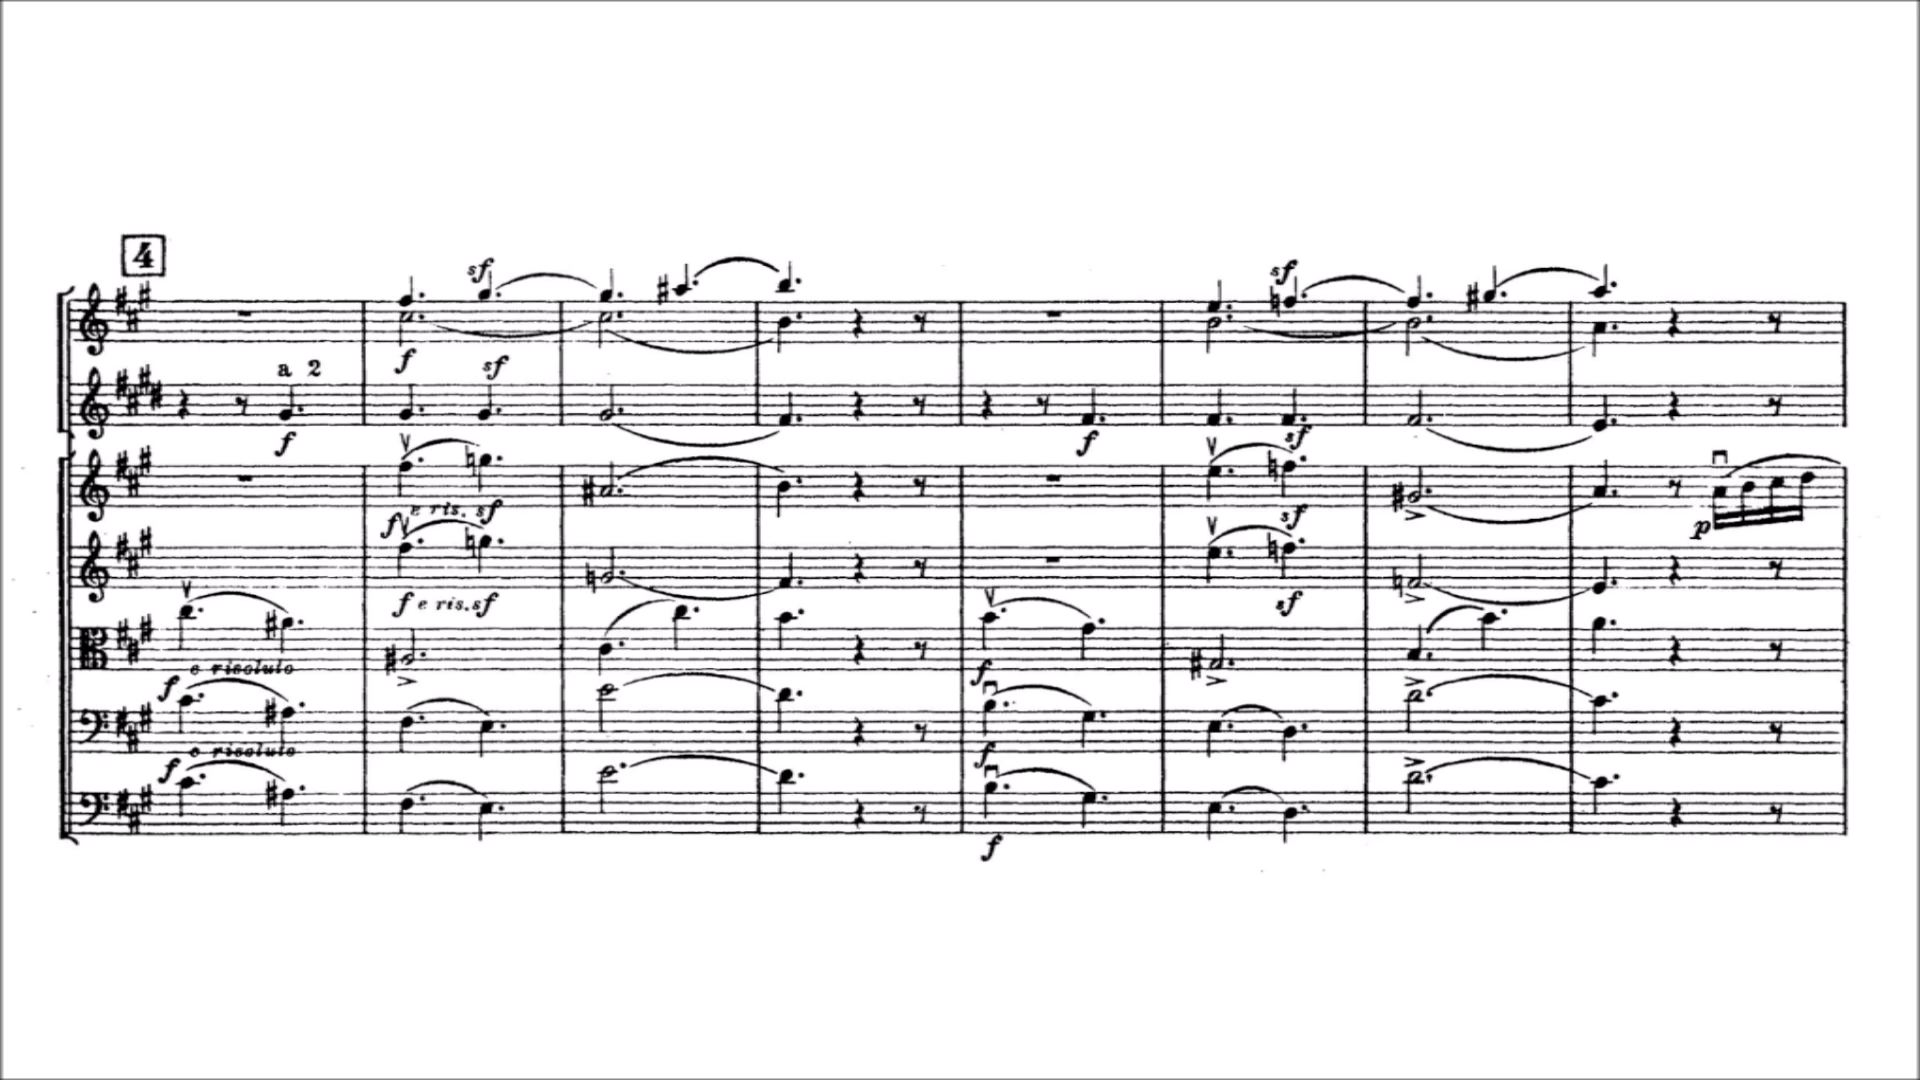 4
sf sf
f
a 2 sf
f f sf
f e ris. sf sf p
f e ris. sf sf
f e risoluto f
f e risoluto f
f